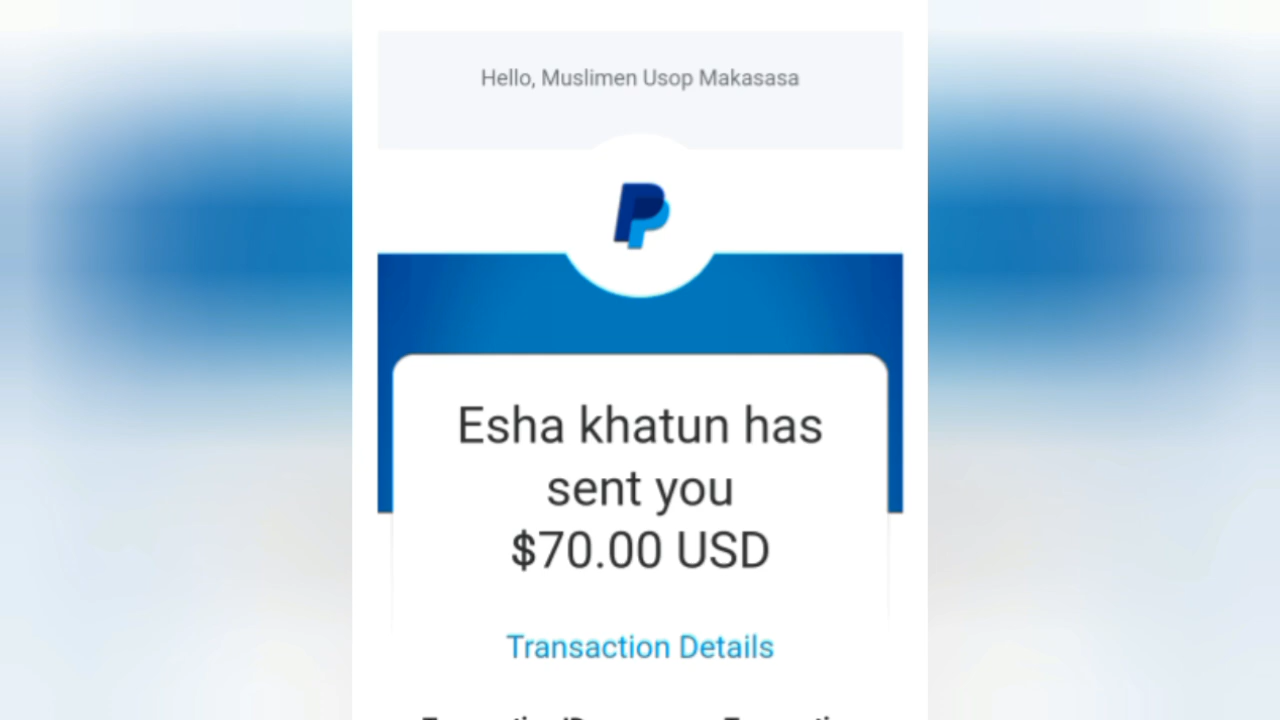 Hello, Muslimen Usop Makasasa
Esha khatun has
sent you
$70.00 USD
Transaction Details